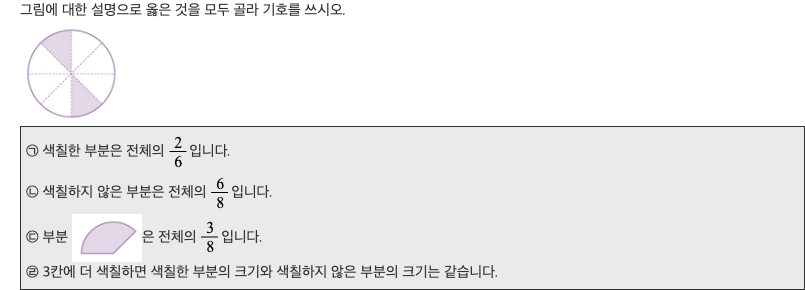 그림에 대한 설명으로 옳은 것을 모두 골라 기호를 쓰시오.
㉠ 색칠한 부분은 전체의 2/6 입니다.
㉡ 색칠하지 않은 부분은 전체의 6/8 입니다.
㉢ 부분 은 전체의 3/8 입니다.
㉣ 3칸에 더 색칠하면 색칠한 부분의 크기와 색칠하지 않은 부분의 크기는 같습니다.